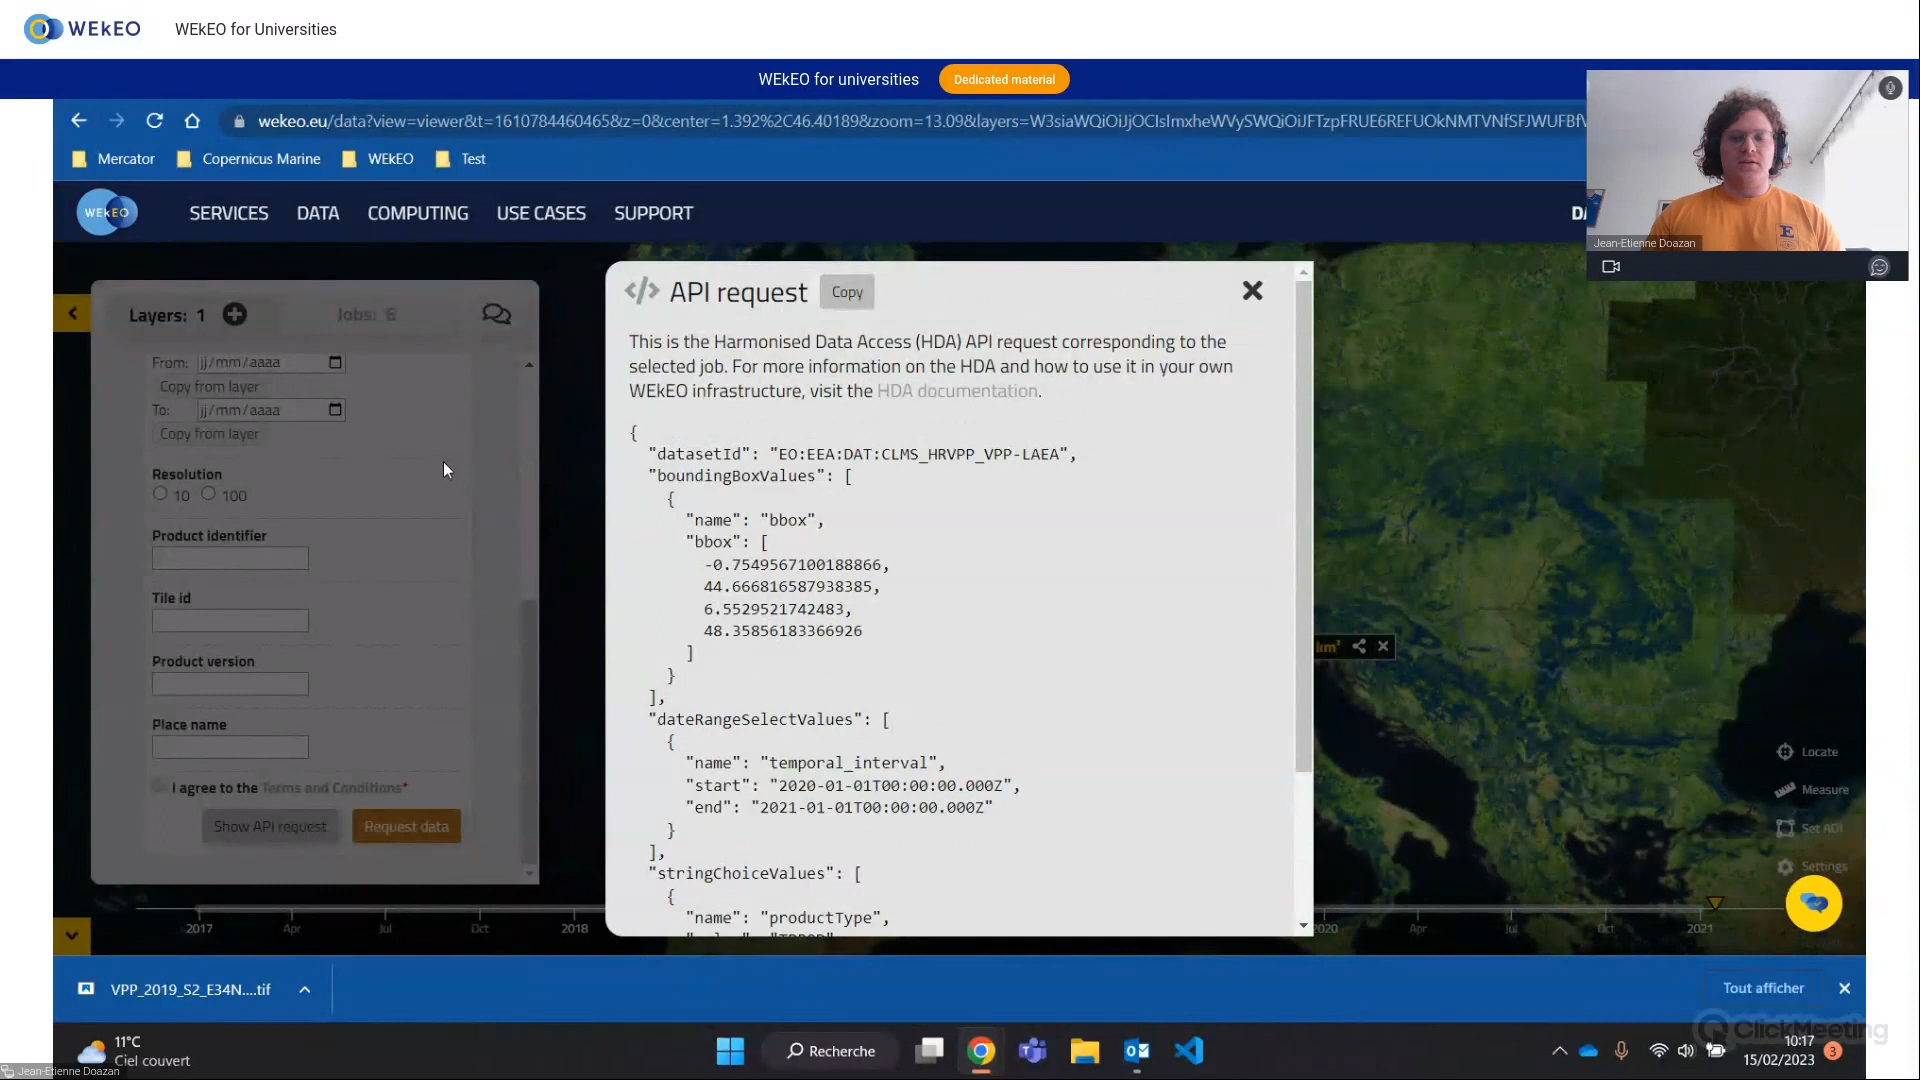 WEkEO
WEkEO for Universities
WEkEO for universities
Dedicated material
wekeo.eu/data?view=viewer&t=1610784460465&z=0&center=1.392%2C46.40189&zoom=13.09&layers=
Mercator
Copernicus Marine
WEkEO
Test
WEkEO
SERVICES
DATA
COMPUTING
USE CASES
SUPPORT
Jean-Etienne Doazan
Layers: 1
Jobs: 6
From: jj/mm/aaaa
Copy from layer
To: jj/mm/aaaa
Copy from layer
Resolution
10 100
Product identifier
Tile id
Product version
Place name
I agree to the Terms and Conditions*
Show API request
Request data
</> API request
Copy
This is the Harmonised Data Access (HDA) API request corresponding to the
selected job. For more information on the HDA and how to use it in your own
WEkEO infrastructure, visit the HDA documentation.
{
"datasetId": "EO:EEA:DAT:CLMS_HRVPP_VPP-LAEA",
"boundingBoxValues": [
{
"name": "bbox",
"bbox": [
-0.7549567100188866,
44.666816587938385,
6.5529521742483,
48.35856183366926
]
}
],
"dateRangeSelectValues": [
{
"name": "temporal_interval",
"start": "2020-01-01T00:00:00.000Z",
"end": "2021-01-01T00:00:00.000Z"
}
],
"stringChoiceValues": [
{
"name": "productType",
km²
Locate
Measure
Set AOI
Settings
2017
Apr
Jul
Oct
2018
2020
Apr
Jul
Oct
2021
VPP_2019_S2_E34N....tif
Tout afficher
11°C
Ciel couvert
Recherche
ClickMeeting
10:17
15/02/2023
3
Jean-Etienne Doazan